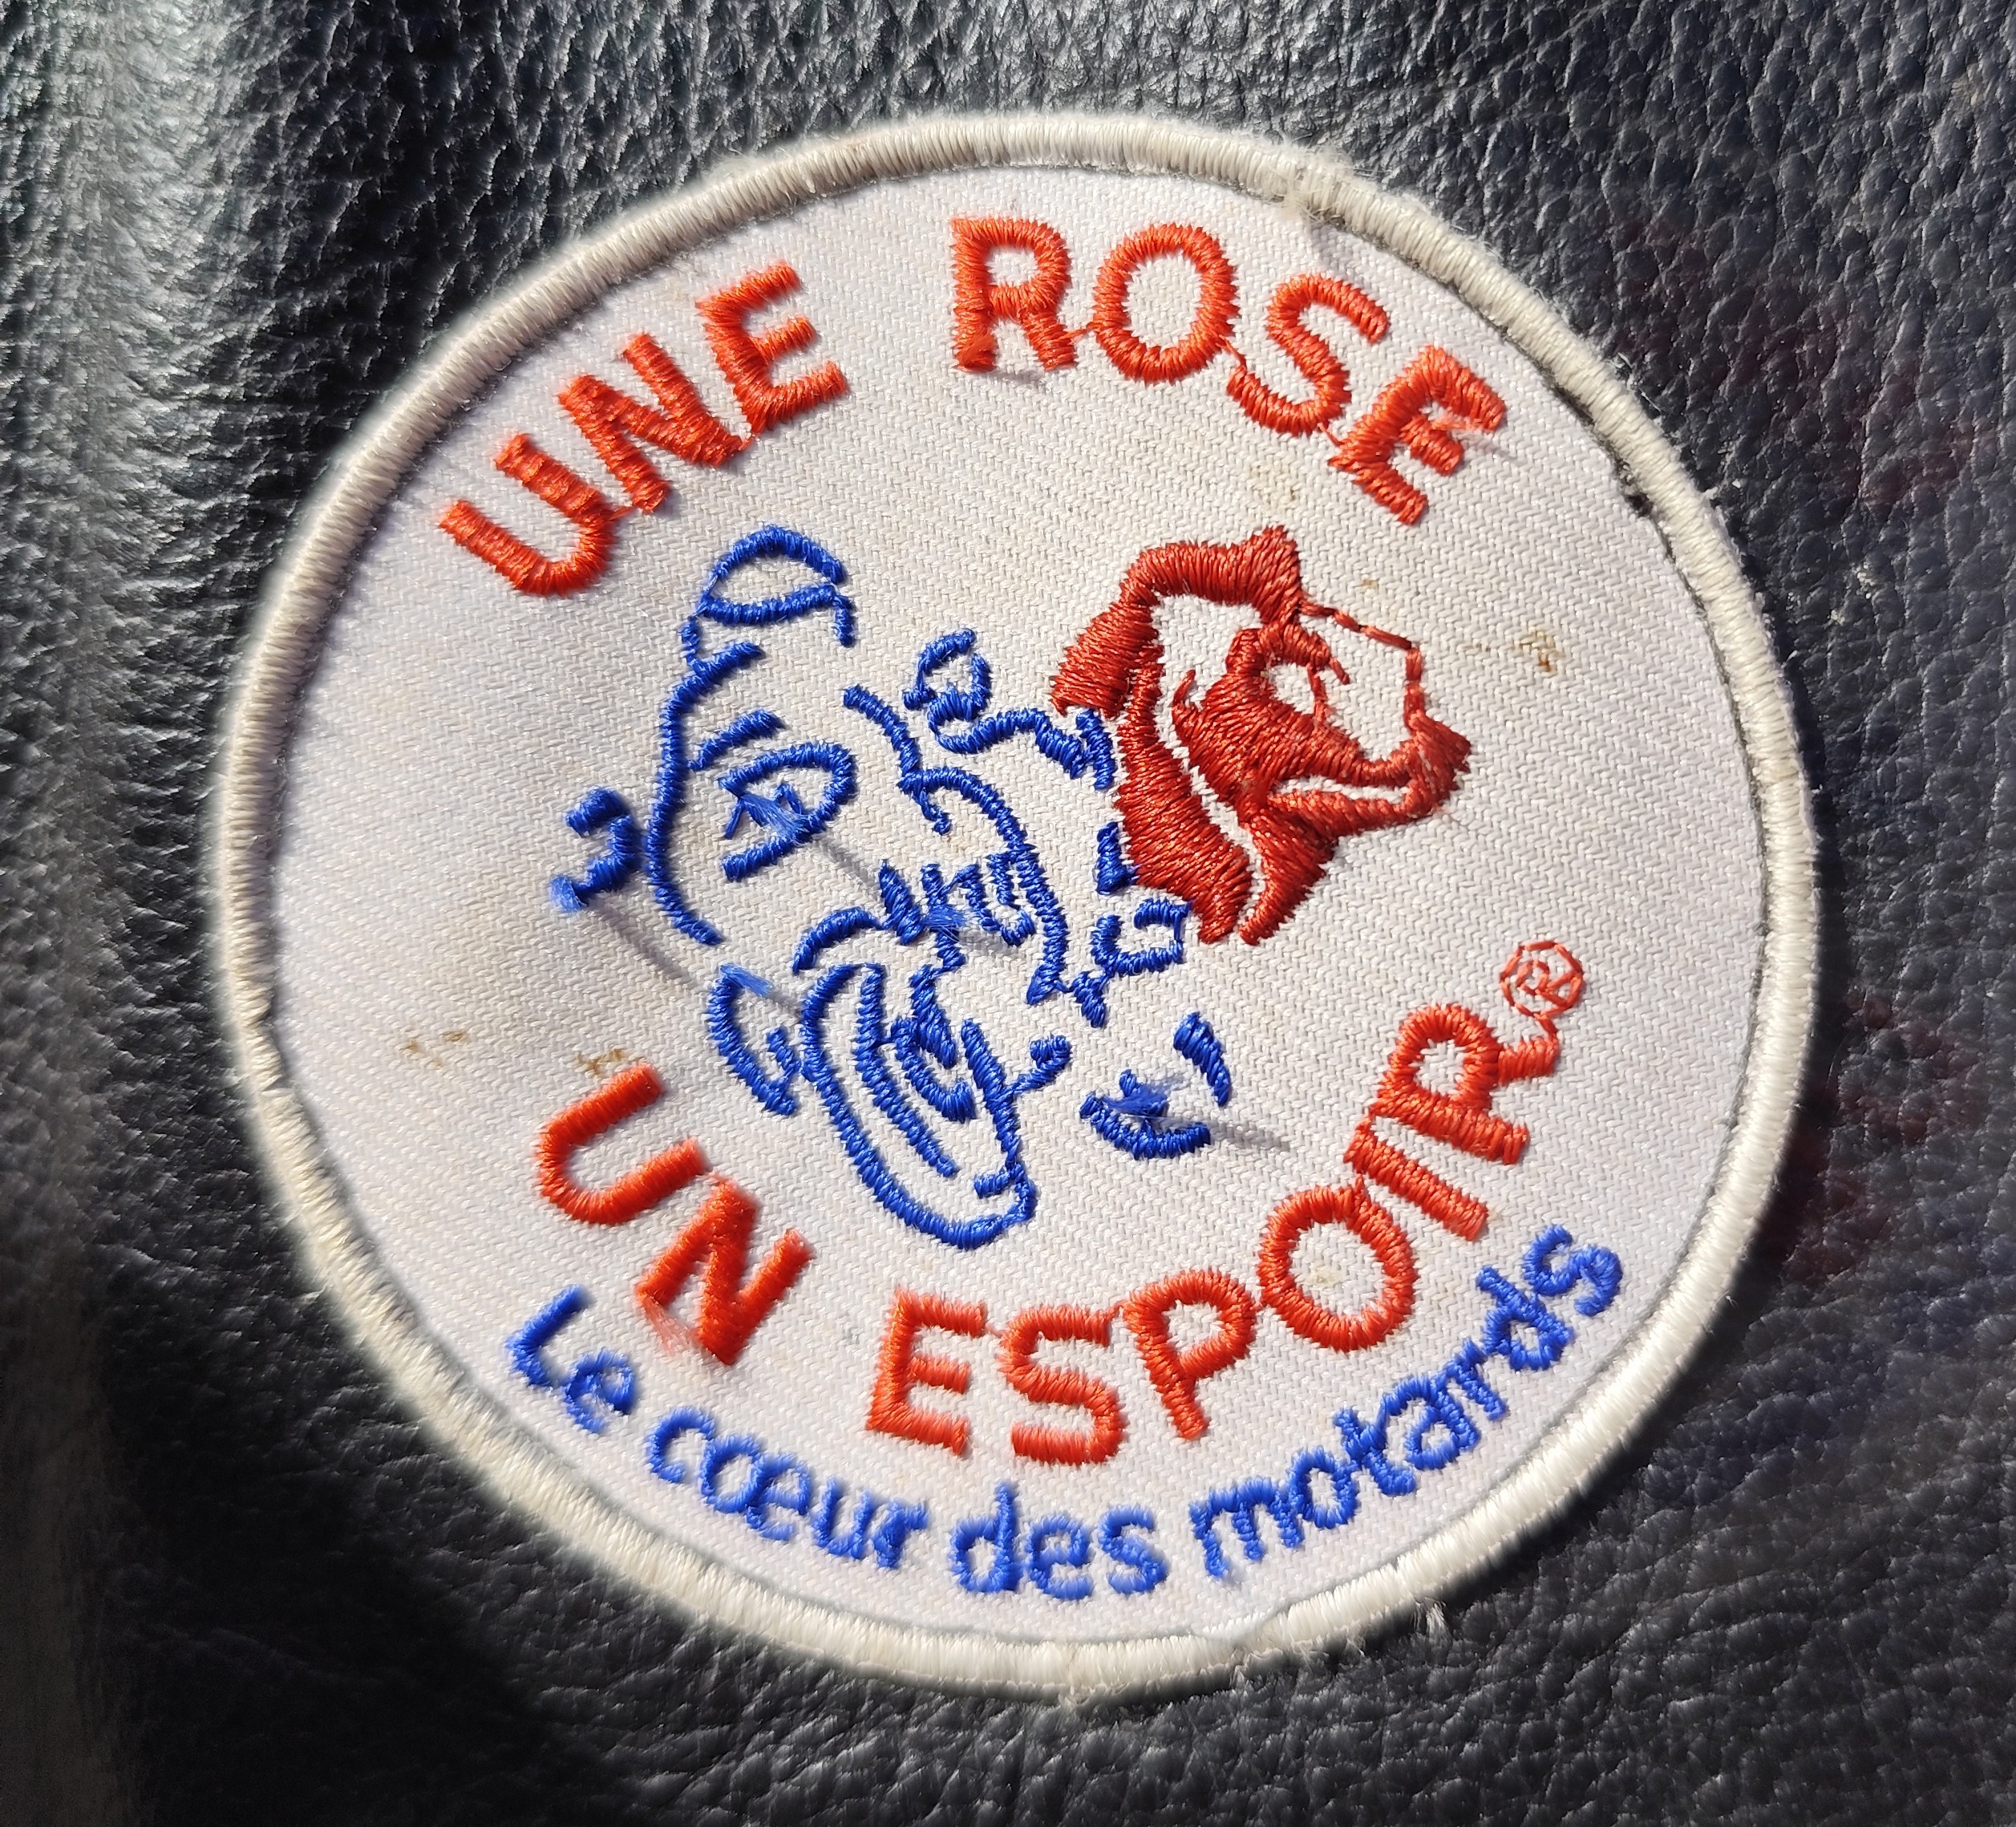 UNE ROSE
UN ESPOIR®
Le cœur des motards